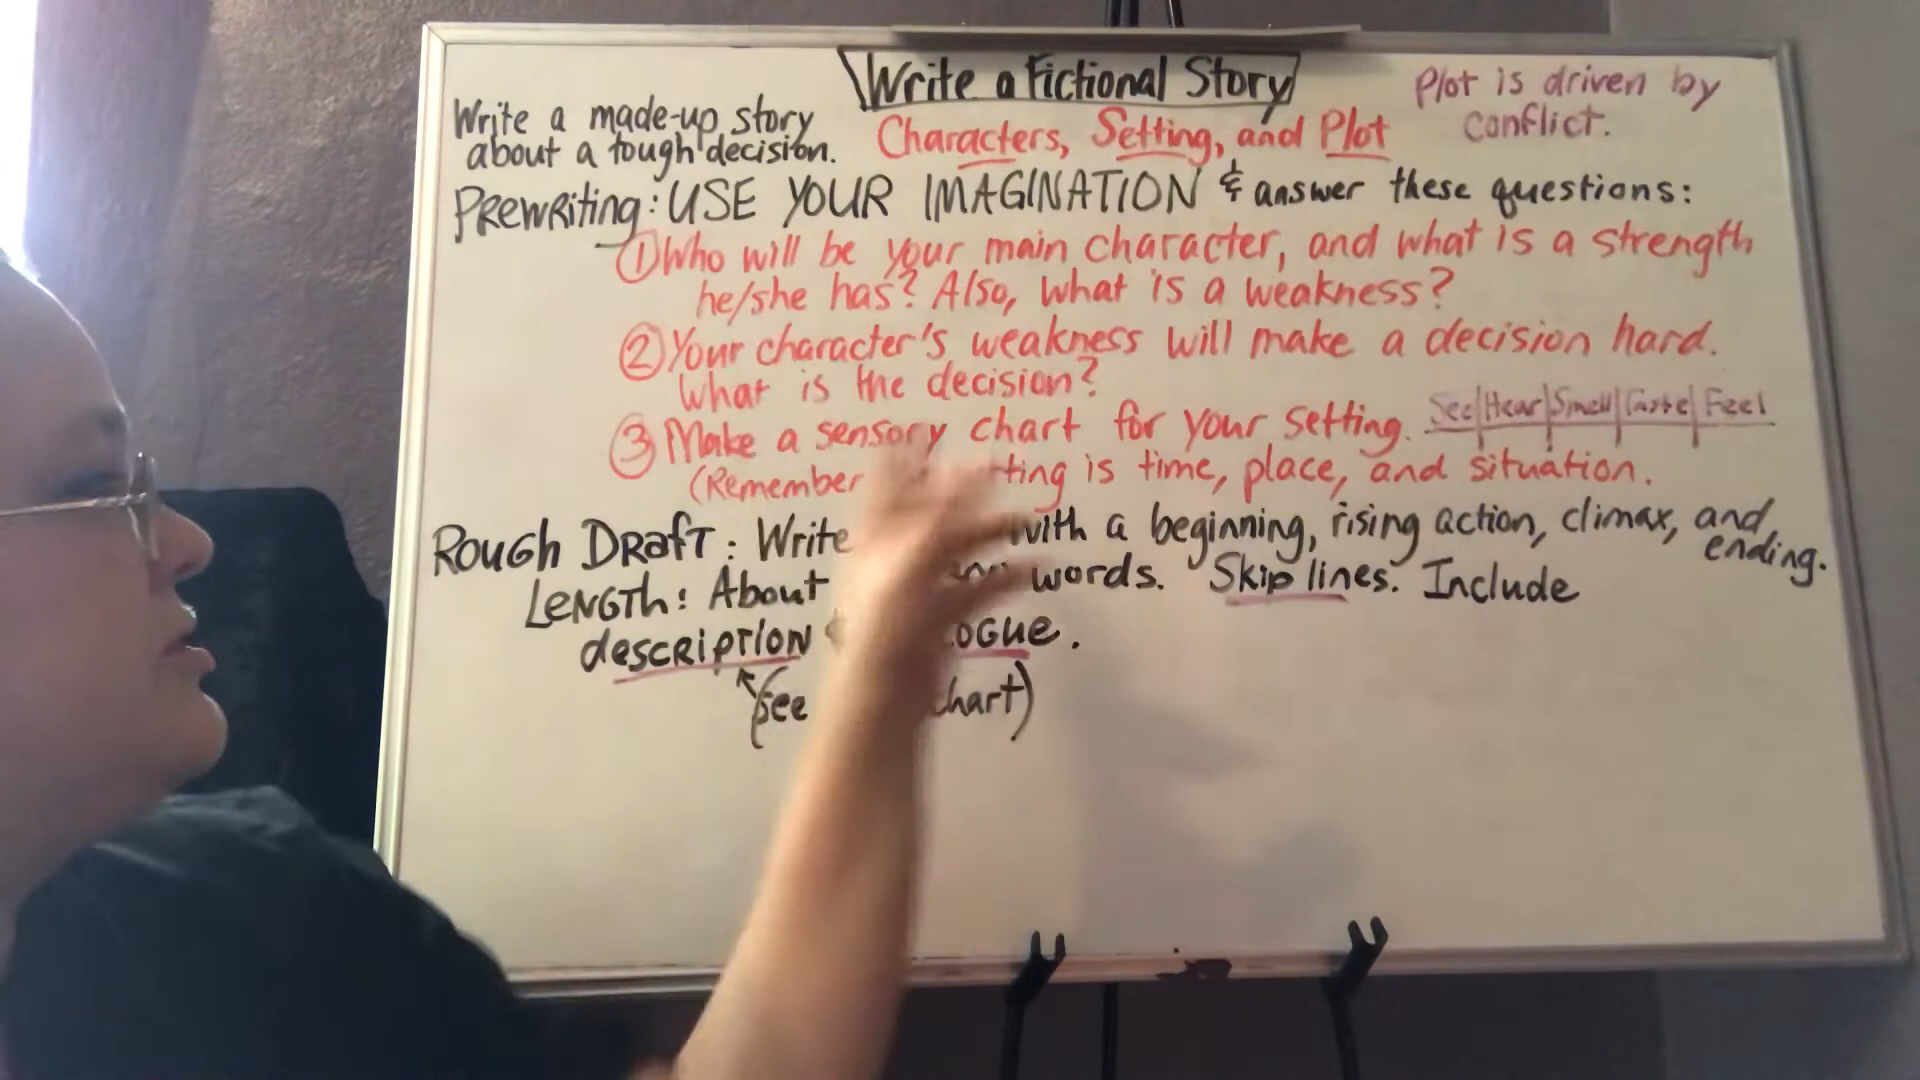 Write a Fictional Story
Plot is driven by
conflict.
Write a made-up story
about a tough decision.
Characters, Setting, and Plot
Prewriting: USE YOUR IMAGINATION & answer these questions:
① Who will be your main character, and what is a strength
he/she has? Also, what is a weakness?
② Your character's weakness will make a decision hard.
What is the decision?
③ Make a sensory chart for your setting.
See | Hear | Smell | Taste | Feel
(Remember ting is time, place, and situation.
Rough Draft: Write with a beginning, rising action, climax, and
ending.
Length: About words. Skip lines. Include
description ogue.
(see chart)